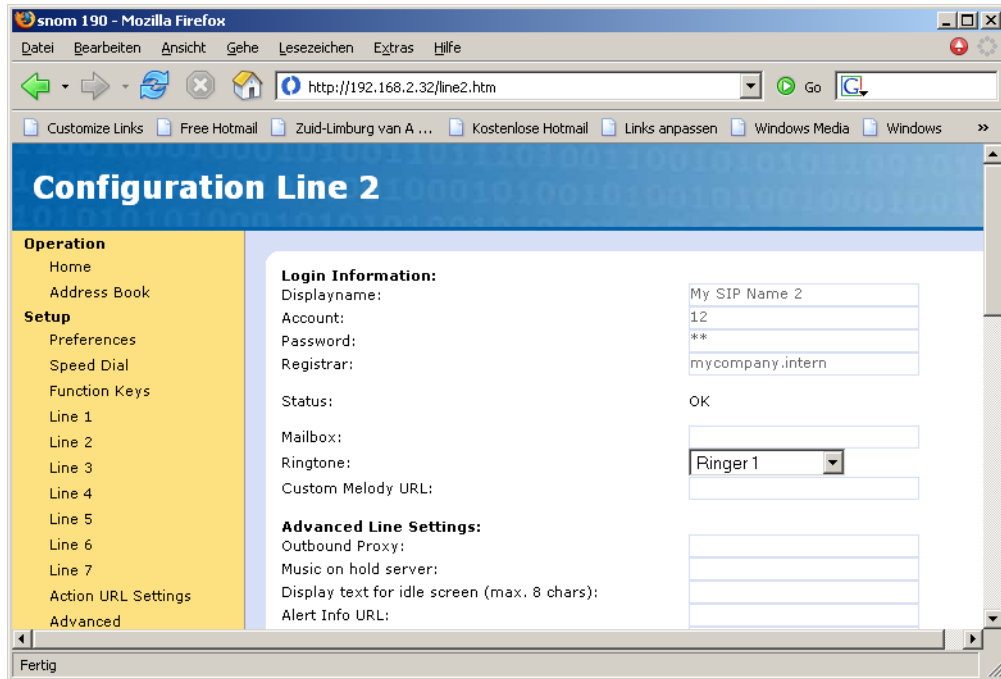 snom 190 - Mozilla Firefox
Datei Bearbeiten Ansicht Gehe Lesezeichen Extras Hilfe
http://192.168.2.32/line2.htm Go G
Customize Links Free Hotmail Zuid-Limburg van A ... Kostenlose Hotmail Links anpassen Windows Media Windows »
Configuration Line 2
Operation
Home
Address Book
Setup
Preferences
Speed Dial
Function Keys
Line 1
Line 2
Line 3
Line 4
Line 5
Line 6
Line 7
Action URL Settings
Advanced
Login Information:
Displayname: My SIP Name 2
Account: 12
Password: **
Registrar: mycompany.intern
Status: OK
Mailbox:
Ringtone: Ringer 1
Custom Melody URL:
Advanced Line Settings:
Outbound Proxy:
Music on hold server:
Display text for idle screen (max. 8 chars):
Alert Info URL:
Fertig